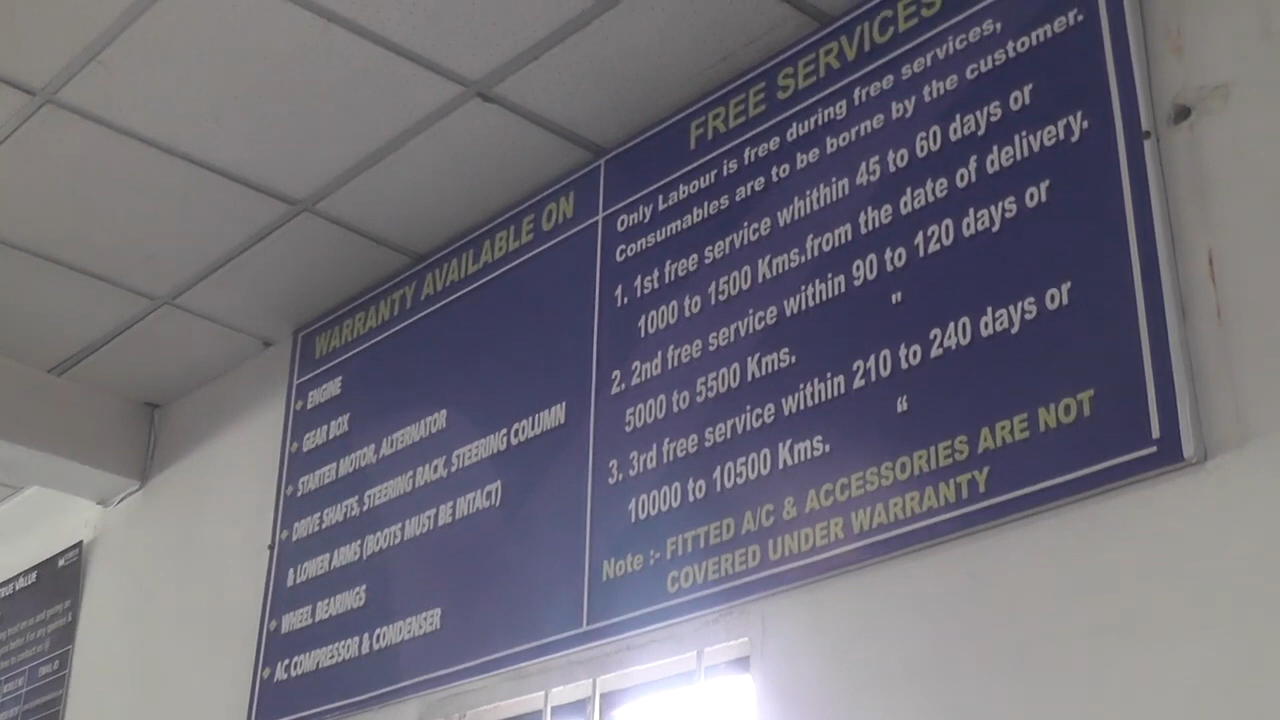 WARRANTY AVAILABLE ON
ENGINE
GEAR BOX
STARTER MOTOR, ALTERNATOR
DRIVE SHAFTS, STEERING RACK, STEERING COLUMN
& LOWER ARMS (BOOTS MUST BE INTACT)
WHEEL BEARINGS
AC COMPRESSOR & CONDENSER
FREE SERVICES
Only Labour is free during free services,
Consumables are to be borne by the customer.
1. 1st free service whithin 45 to 60 days or
1000 to 1500 Kms.from the date of delivery.
2. 2nd free service within 90 to 120 days or
5000 to 5500 Kms. "
3. 3rd free service within 210 to 240 days or
10000 to 10500 Kms. “
Note :- FITTED A/C & ACCESSORIES ARE NOT
COVERED UNDER WARRANTY
TRUE VALUE
EMAIL ID